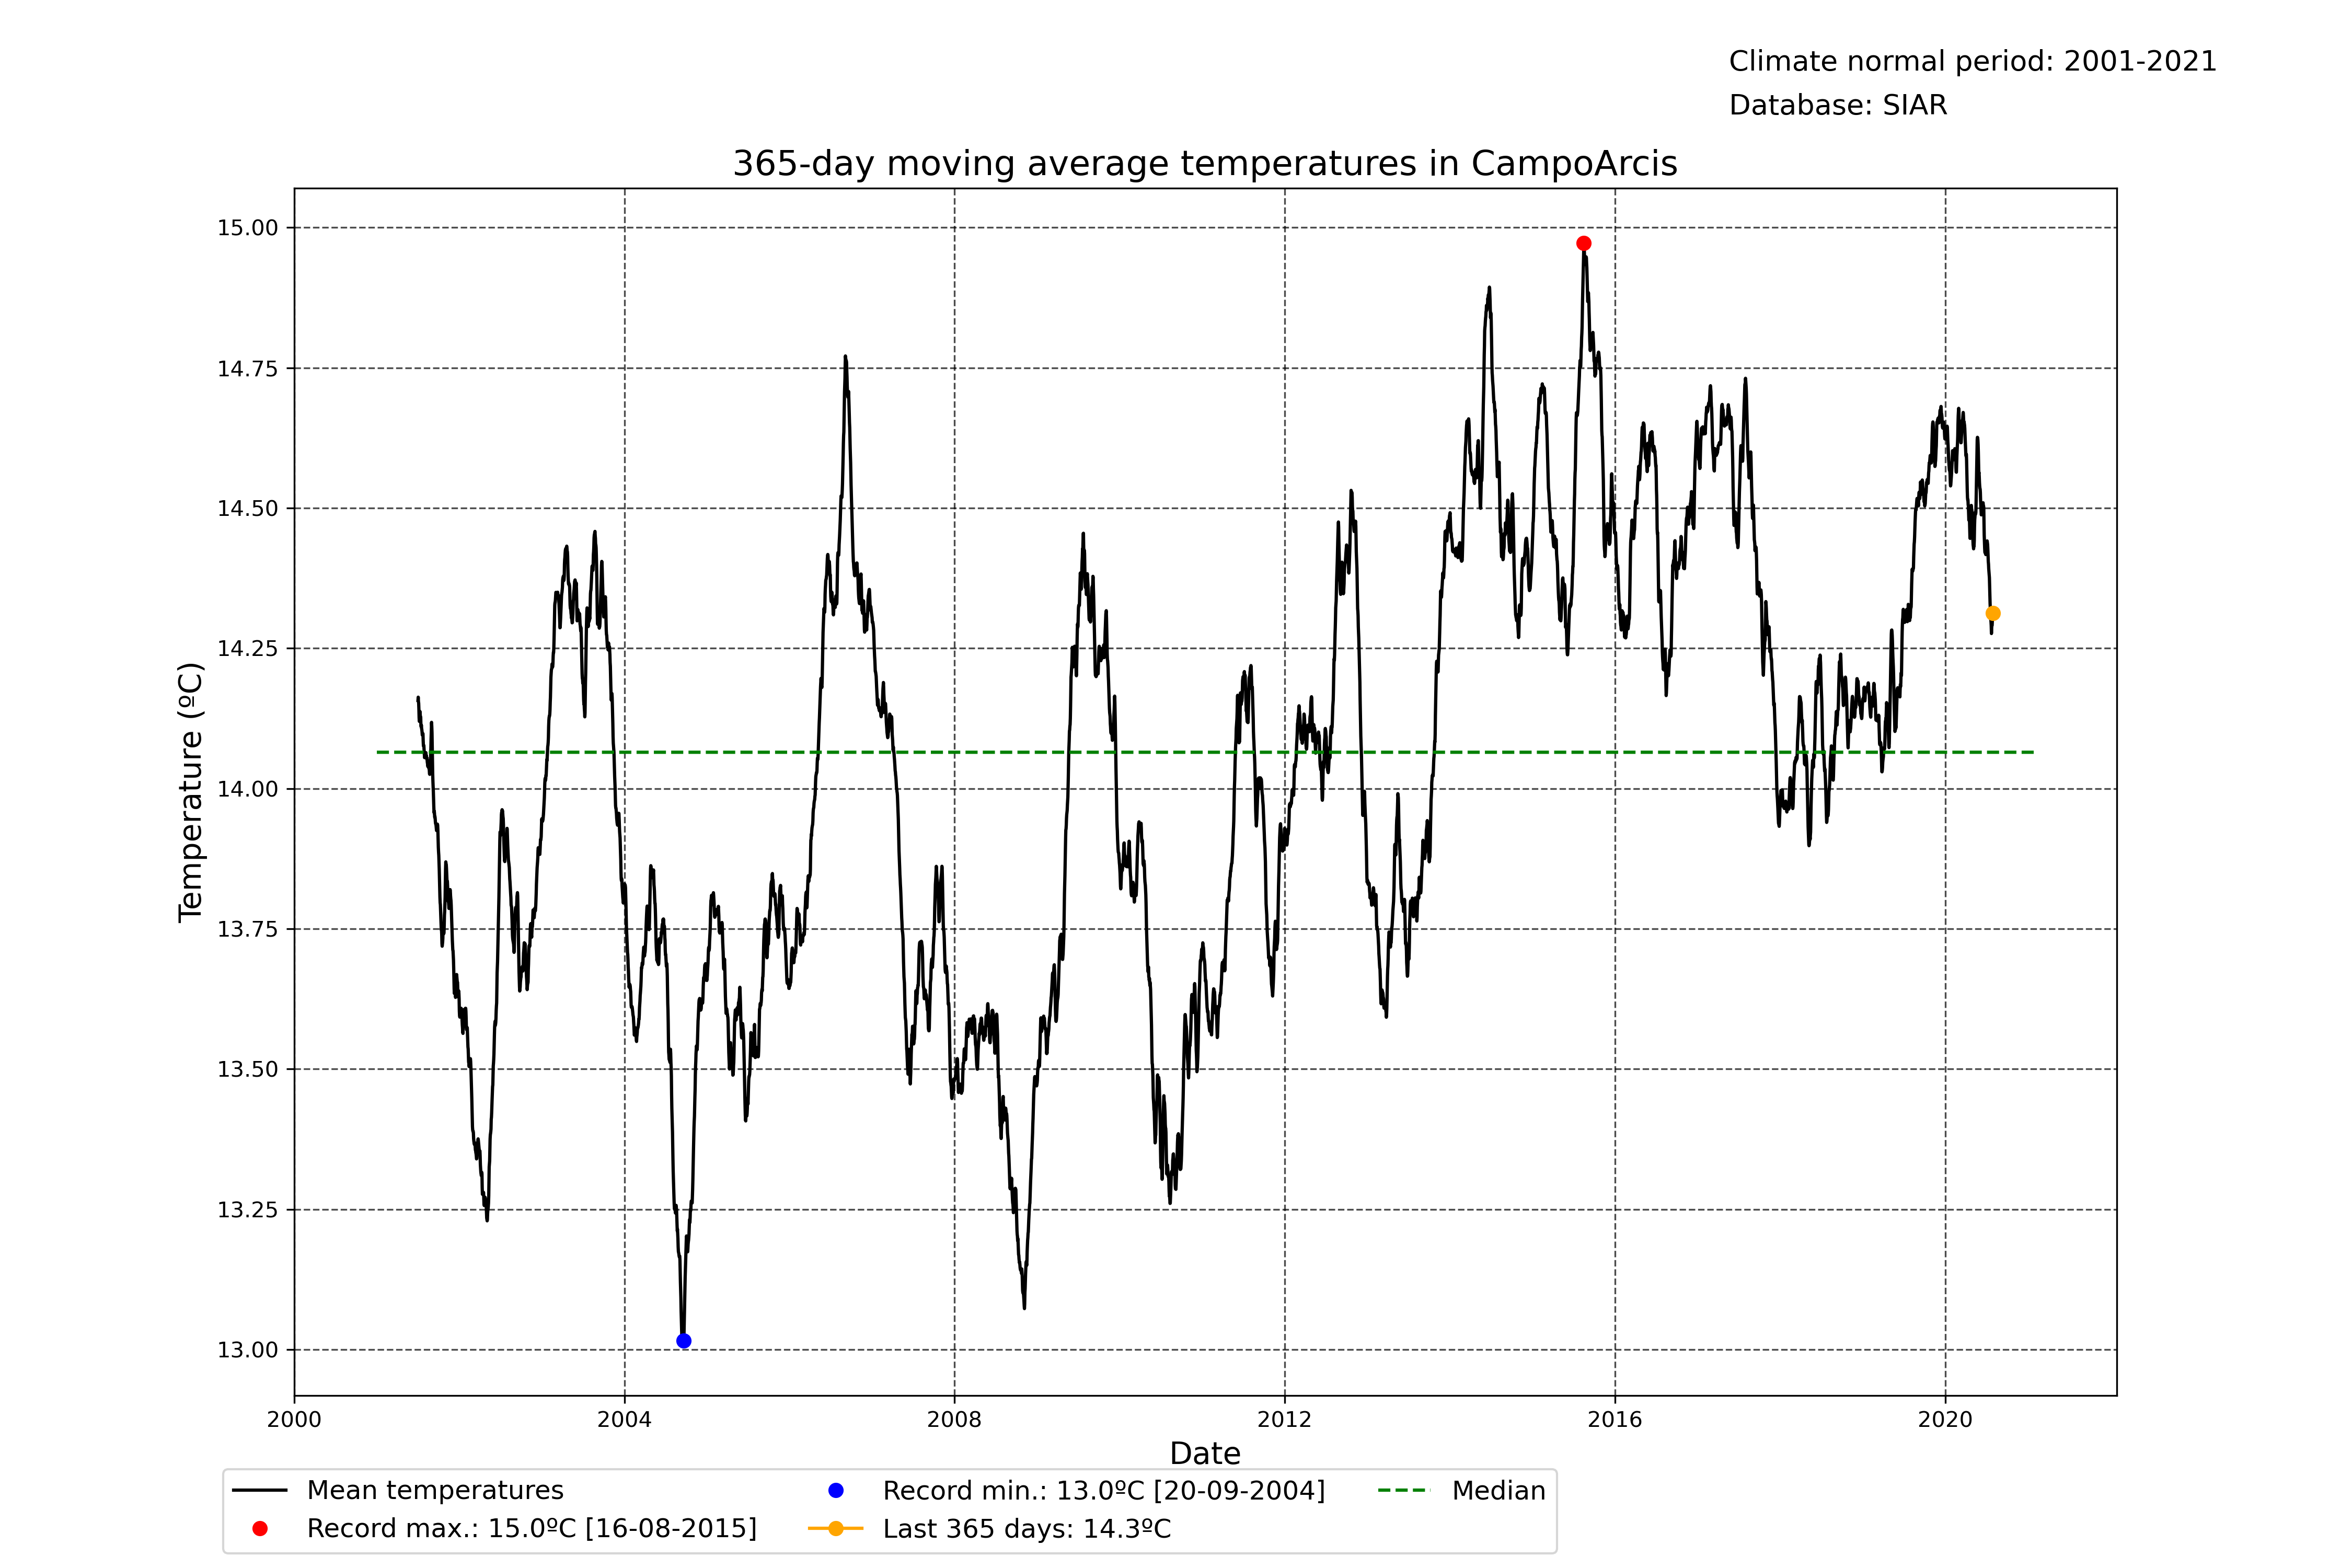 Climate normal period: 2001-2021
Database: SIAR
365-day moving average temperatures in CampoArcis
Temperature (ºC)
15.00
14.75
14.50
14.25
14.00
13.75
13.50
13.25
13.00
2000
2004
2008
2012
2016
2020
Date
Mean temperatures
Record max.: 15.0ºC [16-08-2015]
Record min.: 13.0ºC [20-09-2004]
Last 365 days: 14.3ºC
Median